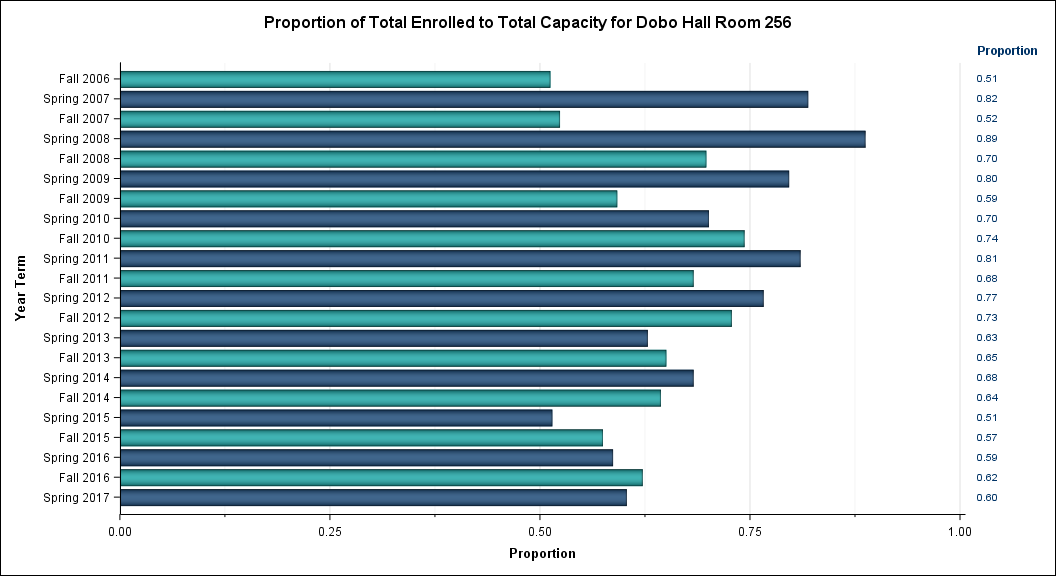 Proportion of Total Enrolled to Total Capacity for Dobo Hall Room 256
Proportion
Fall 2006 0.51
Spring 2007 0.82
Fall 2007 0.52
Spring 2008 0.89
Fall 2008 0.70
Spring 2009 0.80
Fall 2009 0.59
Spring 2010 0.70
Fall 2010 0.74
Spring 2011 0.81
Fall 2011 0.68
Spring 2012 0.77
Fall 2012 0.73
Spring 2013 0.63
Fall 2013 0.65
Spring 2014 0.68
Fall 2014 0.64
Spring 2015 0.51
Fall 2015 0.57
Spring 2016 0.59
Fall 2016 0.62
Spring 2017 0.60
Year Term
0.00 0.25 0.50 0.75 1.00
Proportion